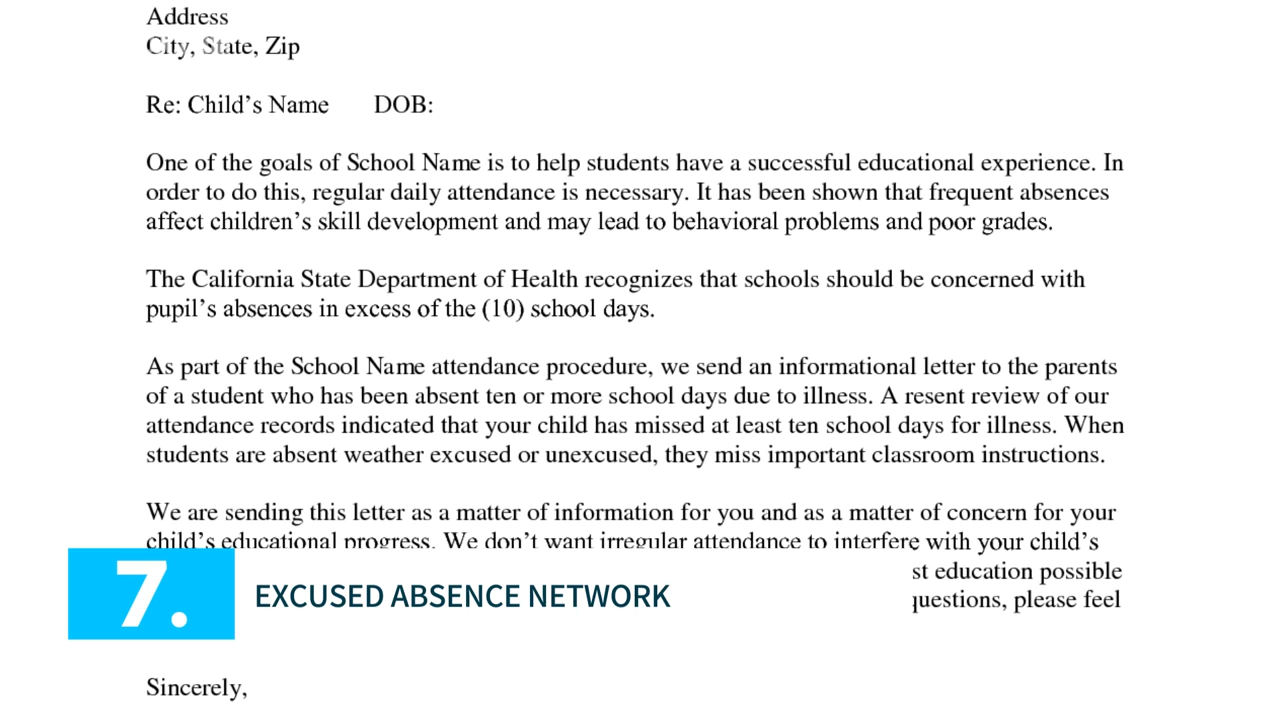 Address
City, State, Zip
Re: Child's Name DOB:
One of the goals of School Name is to help students have a successful educational experience. In
order to do this, regular daily attendance is necessary. It has been shown that frequent absences
affect children's skill development and may lead to behavioral problems and poor grades.
The California State Department of Health recognizes that schools should be concerned with
pupil's absences in excess of the (10) school days.
As part of the School Name attendance procedure, we send an informational letter to the parents
of a student who has been absent ten or more school days due to illness. A resent review of our
attendance records indicated that your child has missed at least ten school days for illness. When
students are absent weather excused or unexcused, they miss important classroom instructions.
We are sending this letter as a matter of information for you and as a matter of concern for your
child's educational progress. We don't want irregular attendance to interfere with your child's
st education possible
questions, please feel
7. EXCUSED ABSENCE NETWORK
Sincerely,